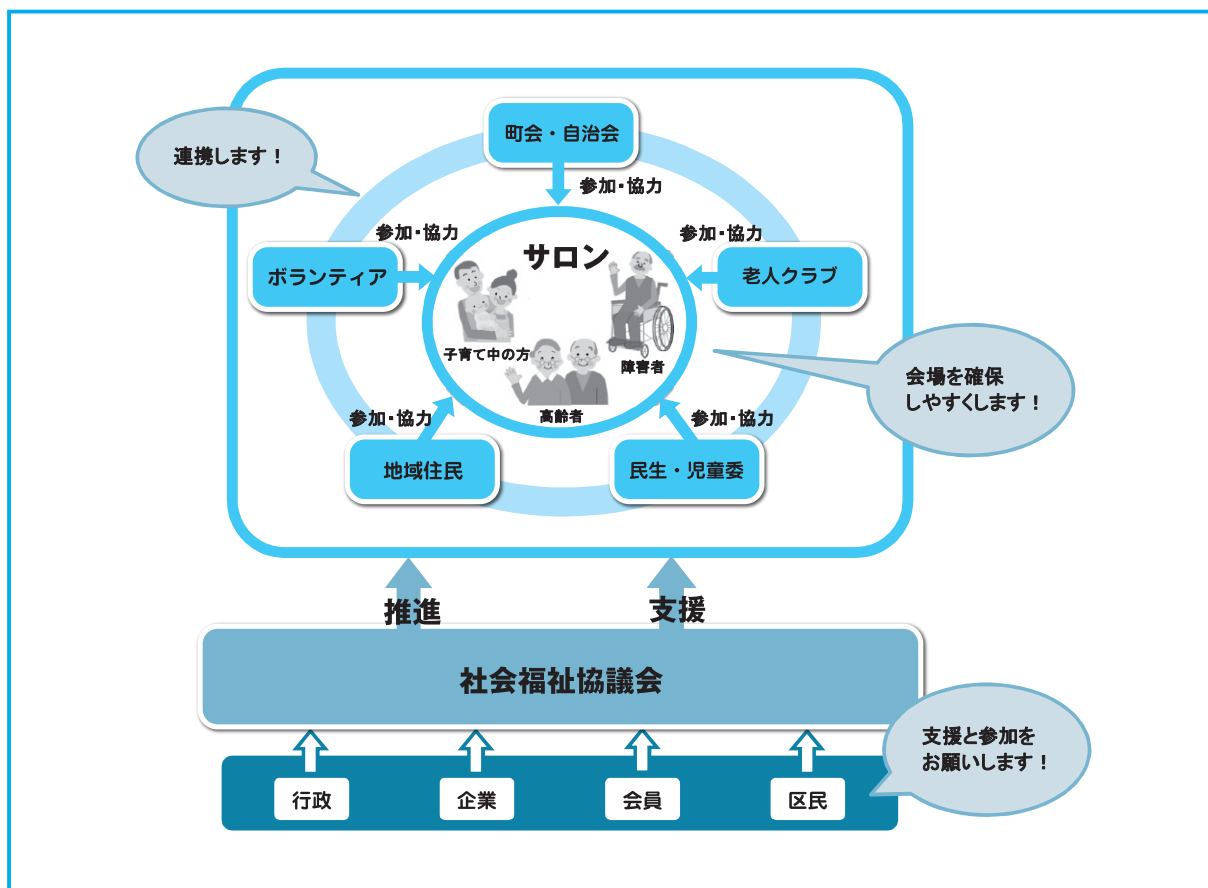 町会・自治会
連携します！
参加・協力
参加・協力
参加・協力
サロン
ボランティア
老人クラブ
子育て中の方
障害者
高齢者
会場を確保
しやすくします！
参加・協力
参加・協力
地域住民
民生・児童委
推進
支援
社会福祉協議会
支援と参加を
お願いします！
行政
企業
会員
区民